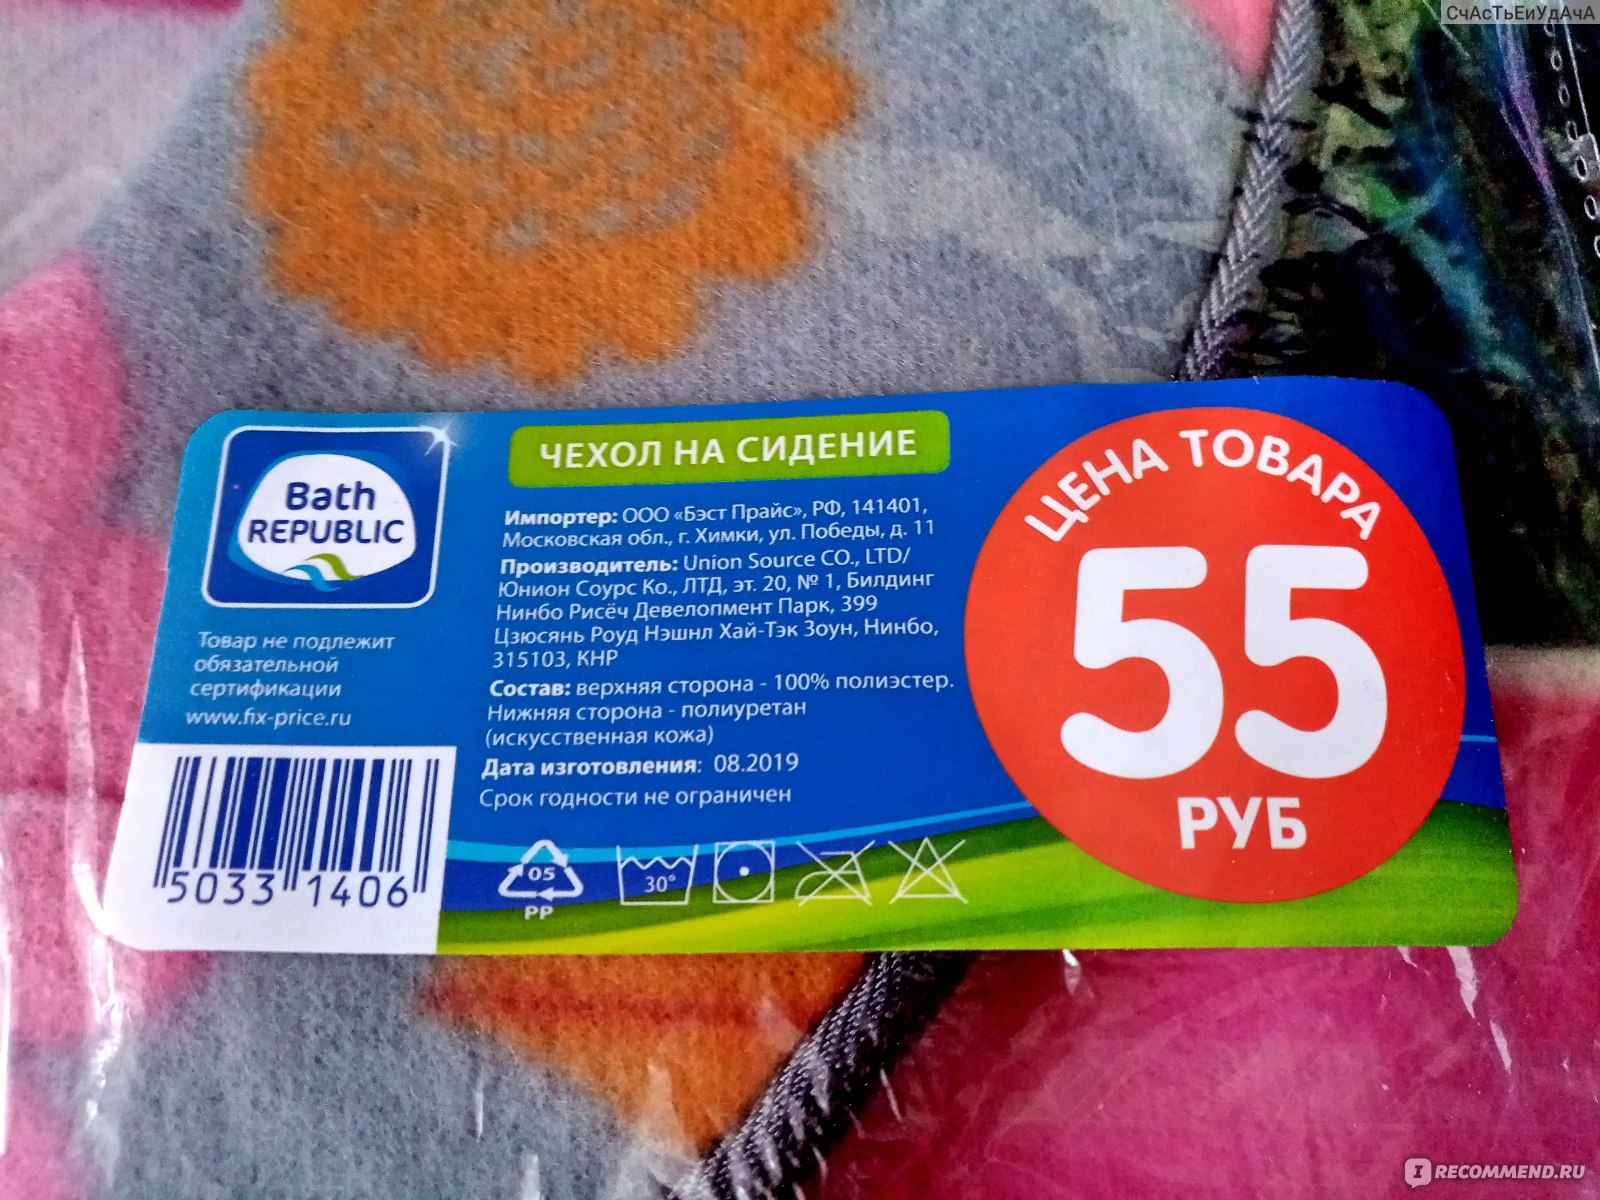 СчАсТьЕиУдАчА
Bath
REPUBLIC
Товар не подлежит
обязательной
сертификации
www.fix-price.ru
5033 1406
ЧЕХОЛ НА СИДЕНИЕ
Импортер: ООО «Бэст Прайс», РФ, 141401,
Московская обл., г. Химки, ул. Победы, д. 11
Производитель: Union Source CO., LTD/
Юнион Соурс Ко., ЛТД, эт. 20, № 1, Билдинг
Нинбо Рисёч Девелопмент Парк, 399
Цзюсянь Роуд Нэшнл Хай-Тэк Зоун, Нинбо,
315103, КНР
Состав: верхняя сторона - 100% полиэстер.
Нижняя сторона - полиуретан
(искусственная кожа)
Дата изготовления: 08.2019
Срок годности не ограничен
05
PP
30°
ЦЕНА ТОВАРА
55
РУБ
IRECOMMEND.RU